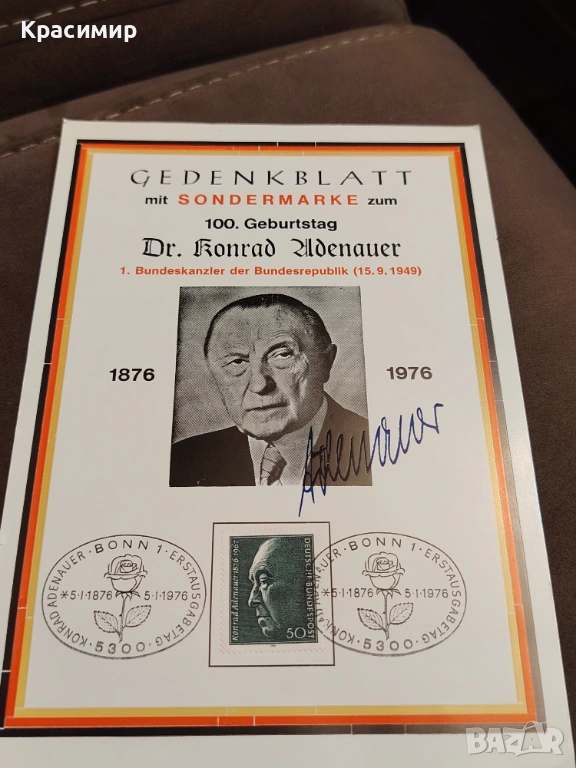 Красимир
GEDENKBLATT
mit SONDERMARKE zum
100. Geburtstag
Dr. Konrad Adenauer
1. Bundeskanzler der Bundesrepublik (15.9.1949)
1876
1976
Adenauer
KONRAD ADENAUER · BONN 1 · ERSTAUSGABETAG
*5.1.1876 5.1.1976
· 5300 ·
Konrad Adenauer 1876-1967
DEUTSCHE BUNDESPOST
50
ADENAUER · BONN 1 · ERSTAUSGABETAG
*5.1.1876 5.1.1976
· 5300 ·
BAZAR